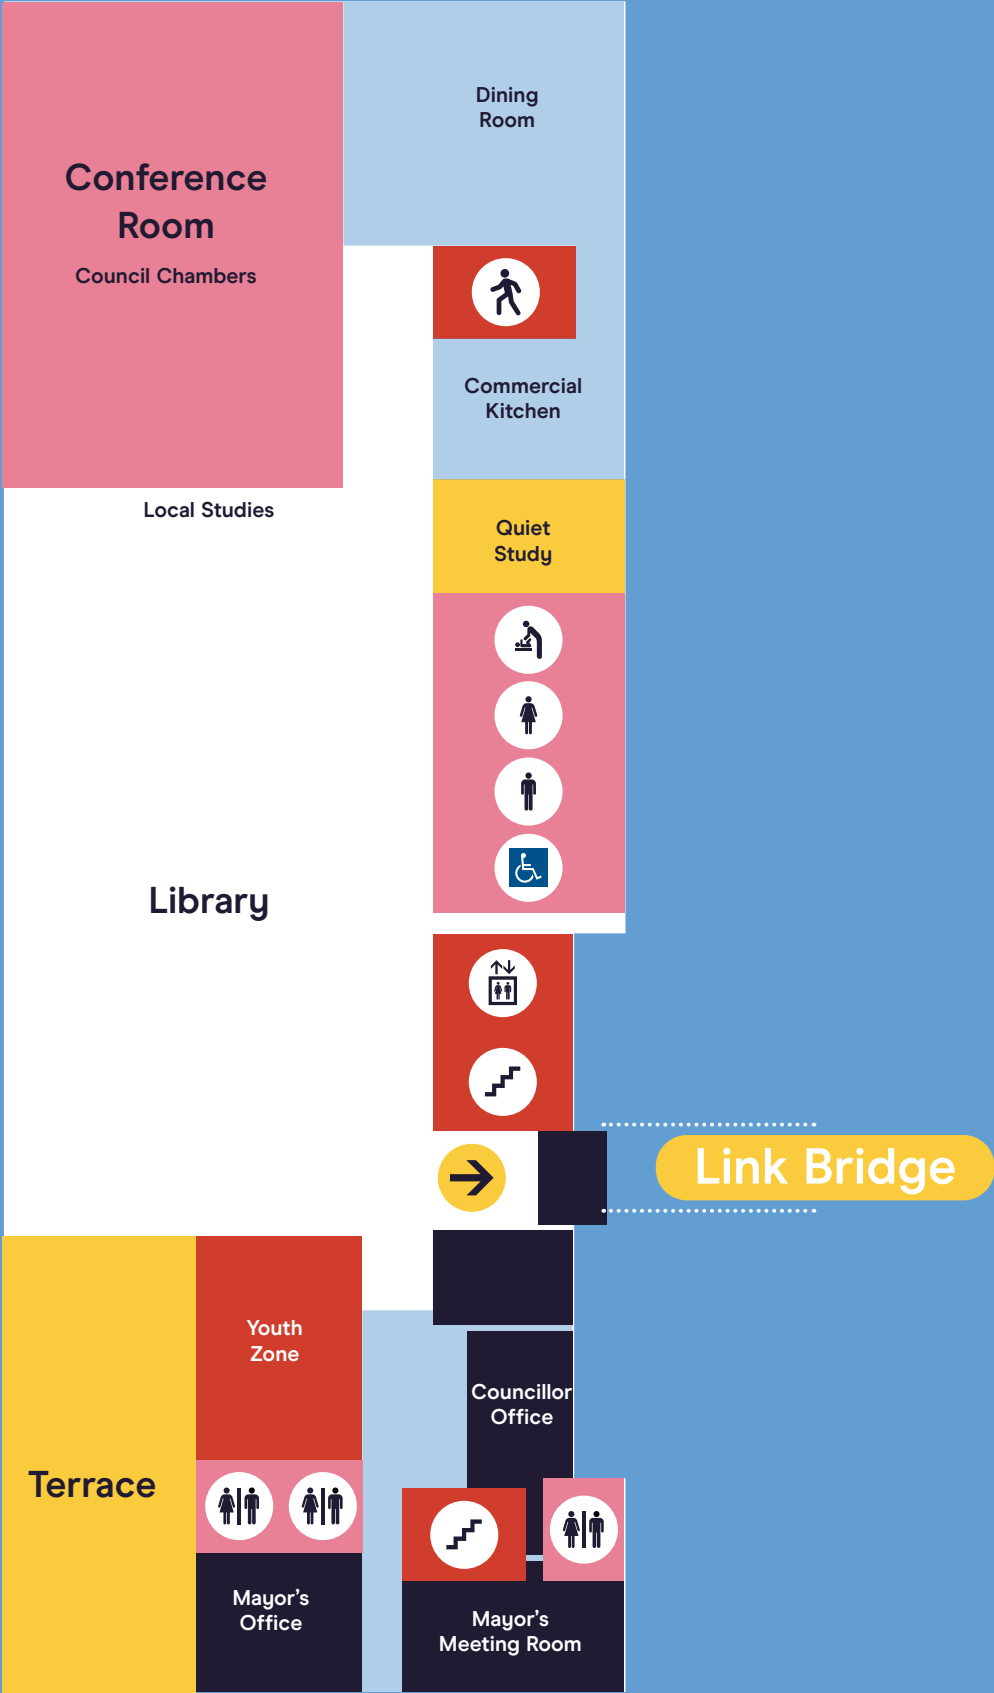 Dining
Room
Conference
Room
Council Chambers
Commercial
Kitchen
Local Studies
Quiet
Study
Library
Link Bridge
Youth
Zone
Councillor
Office
Terrace
Mayor’s
Office
Mayor’s
Meeting Room